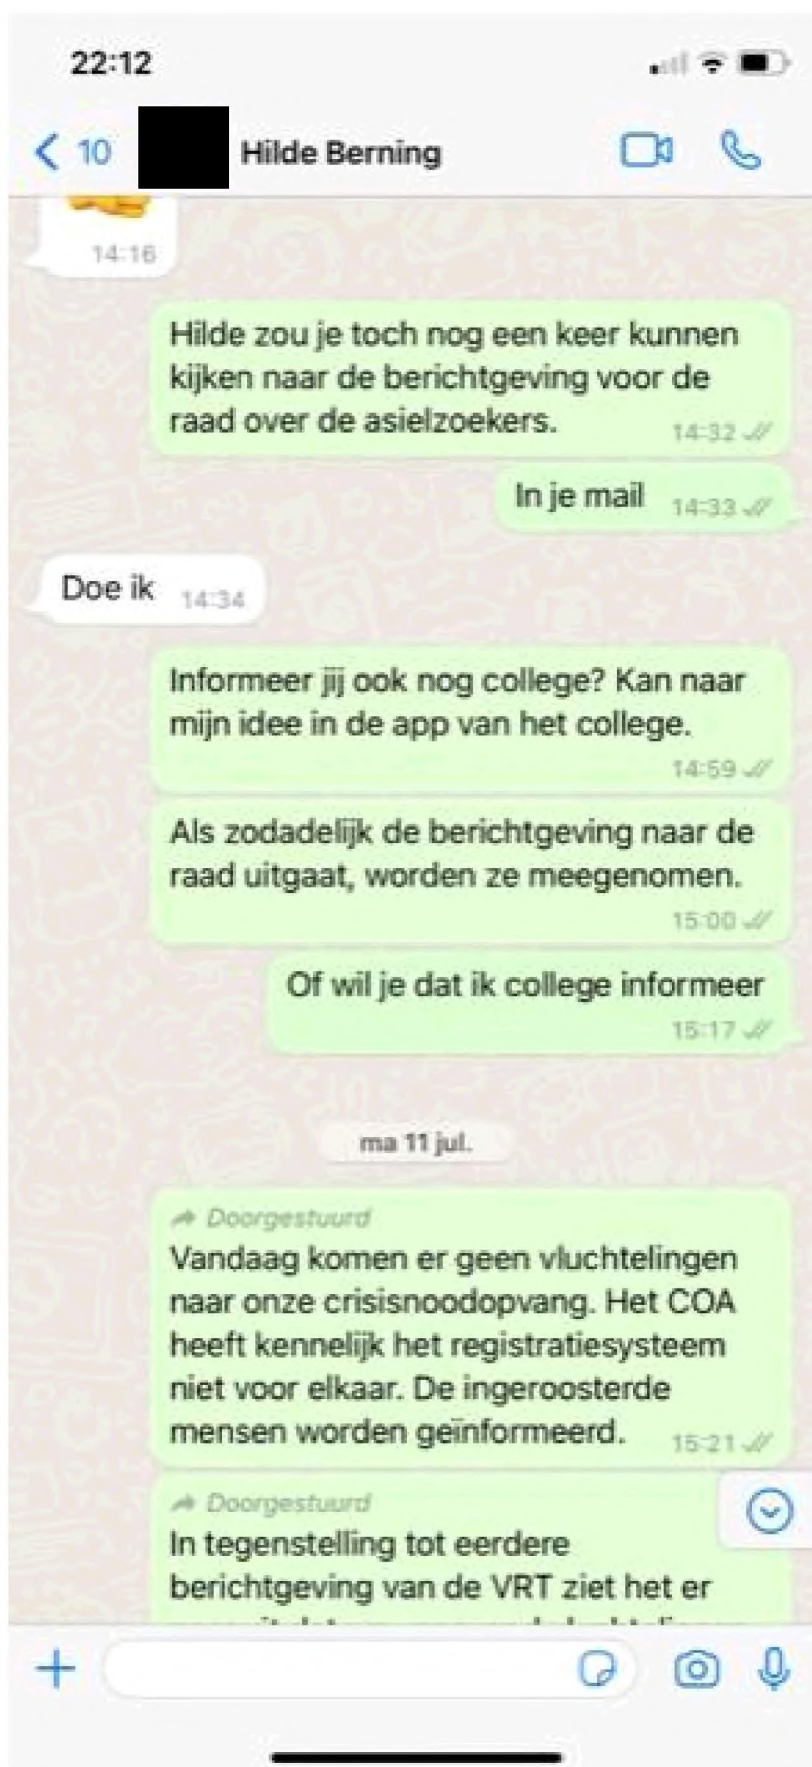 22:12
10
Hilde Berning
14:16
Hilde zou je toch nog een keer kunnen
kijken naar de berichtgeving voor de
raad over de asielzoekers.
14:32
In je mail 14:33
Doe ik 14:34
Informeer jij ook nog college? Kan naar
mijn idee in de app van het college.
14:59
Als zodadelijk de berichtgeving naar de
raad uitgaat, worden ze meegenomen.
15:00
Of wil je dat ik college informeer
15:17
ma 11 jul.
Doorgestuurd
Vandaag komen er geen vluchtelingen
naar onze crisisnoodopvang. Het COA
heeft kennelijk het registratiesysteem
niet voor elkaar. De ingeroosterde
mensen worden geïnformeerd.
15:21
Doorgestuurd
In tegenstelling tot eerdere
berichtgeving van de VRT ziet het er